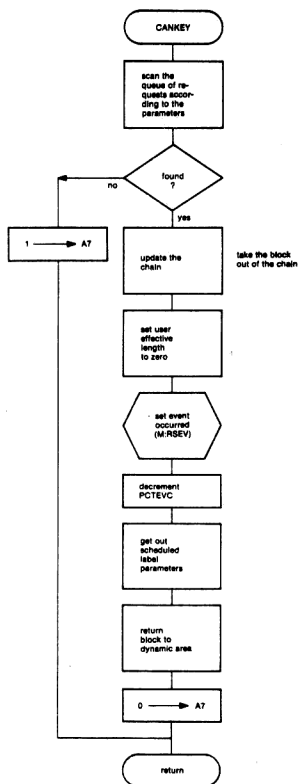 CANKEY
scan the
queue of re-
quests accor-
ding to the
parameters
found
?
no
yes
1 → A7
update the
chain
take the block
out of the chain
set user
effective
length
to zero
set event
occurred
(M:RSEV)
decrement
PCTEVC
get out
scheduled
label
parameters
return
block to
dynamic area
0 → A7
return